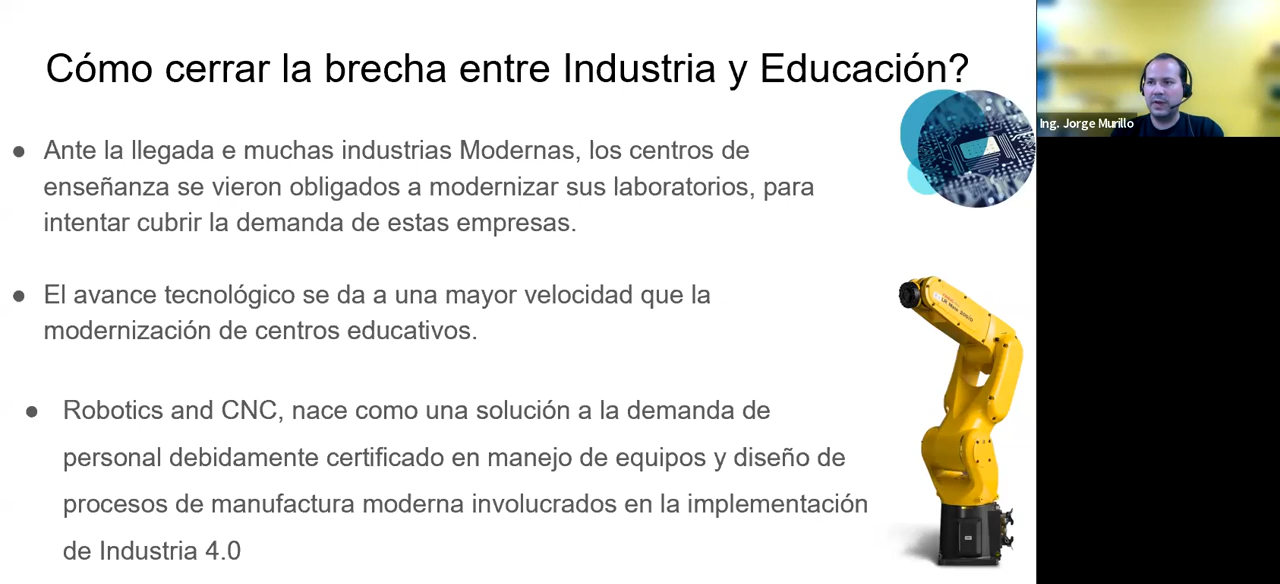 Cómo cerrar la brecha entre Industria y Educación?
Ing. Jorge Murillo
● Ante la llegada e muchas industrias Modernas, los centros de
enseñanza se vieron obligados a modernizar sus laboratorios, para
intentar cubrir la demanda de estas empresas.
● El avance tecnológico se da a una mayor velocidad que la
modernización de centros educativos.
● Robotics and CNC, nace como una solución a la demanda de
personal debidamente certificado en manejo de equipos y diseño de
procesos de manufactura moderna involucrados en la implementación
de Industria 4.0